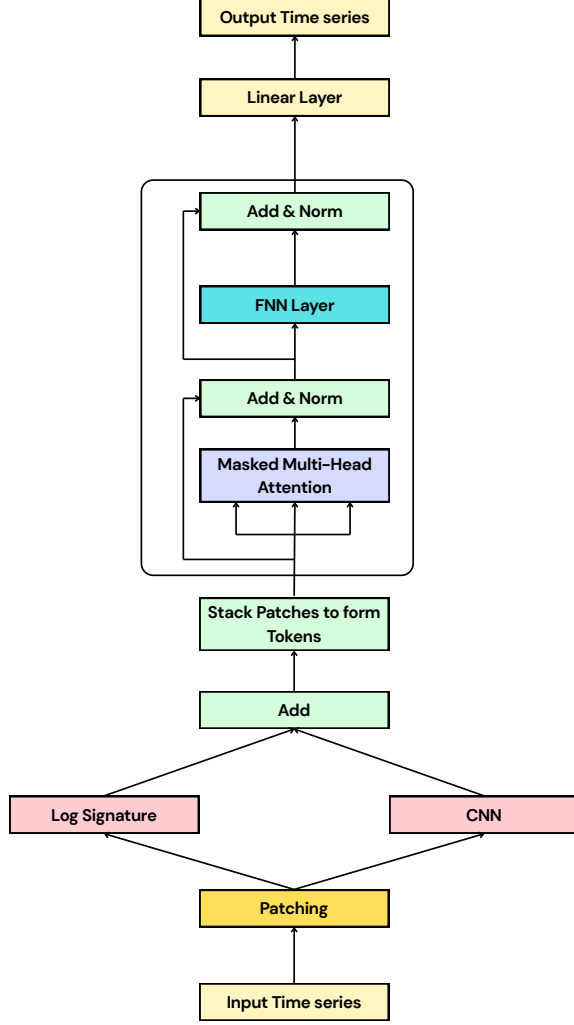 Output Time series
Linear Layer
Add & Norm
FNN Layer
Add & Norm
Masked Multi-Head
Attention
Stack Patches to form
Tokens
Add
Log Signature
CNN
Patching
Input Time series